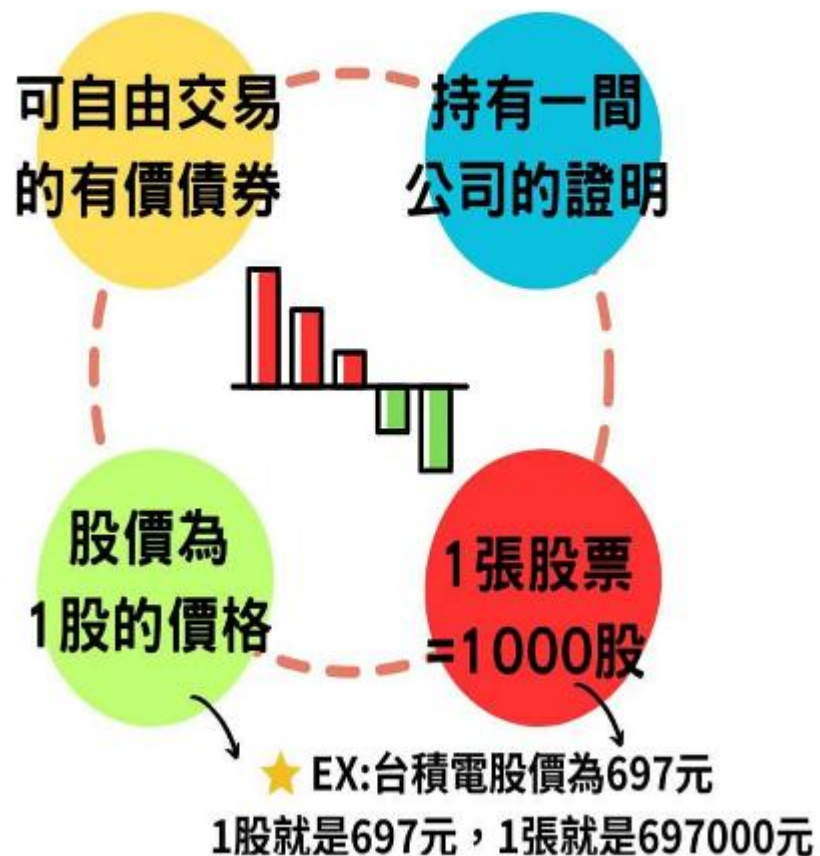 可自由交易
的有價債券
持有一間
公司的證明
股價為
1股的價格
1張股票
=1000股
EX:台積電股價為697元
1股就是697元，1張就是697000元